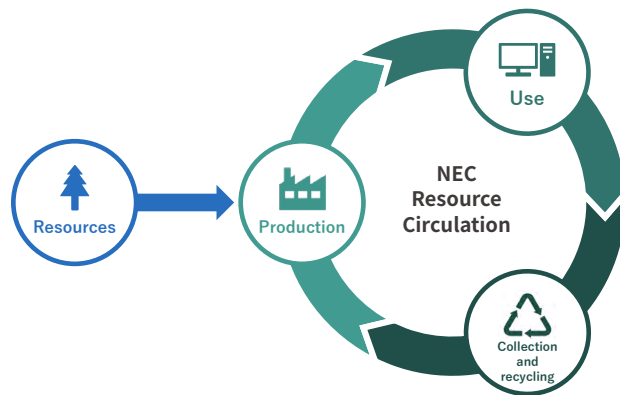 Use
NEC
Resource
Circulation
Resources
Production
Collection
and
recycling